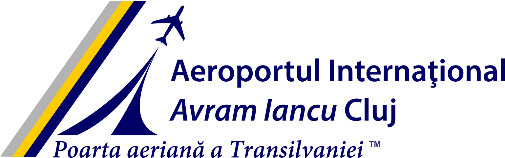 Aeroportul Internaţional
Avram Iancu Cluj
Poarta aeriană a Transilvaniei ™